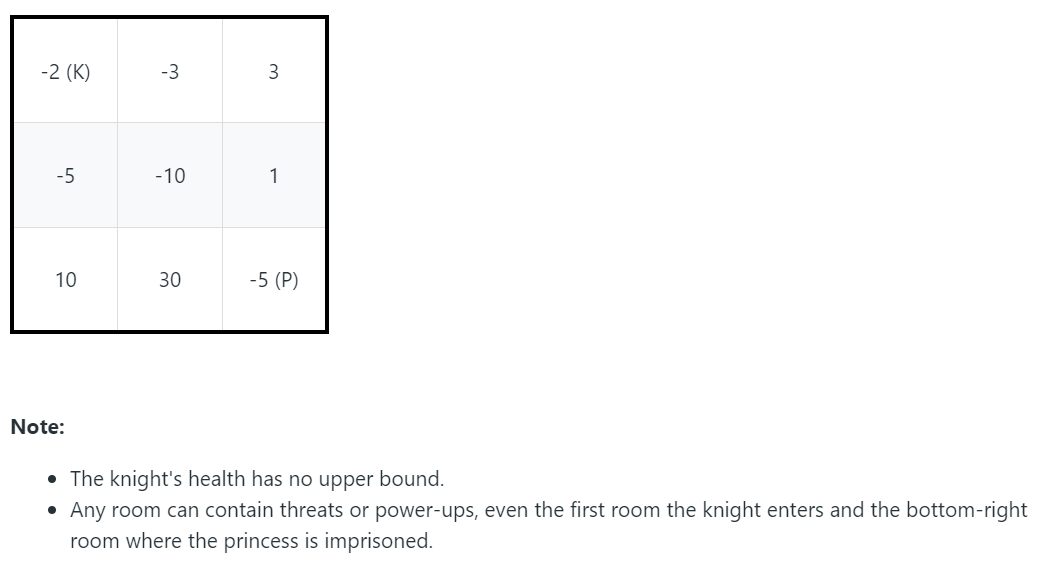 -2 (K) -3 3
-5 -10 1
10 30 -5 (P)
Note:
• The knight's health has no upper bound.
• Any room can contain threats or power-ups, even the first room the knight enters and the bottom-right
room where the princess is imprisoned.